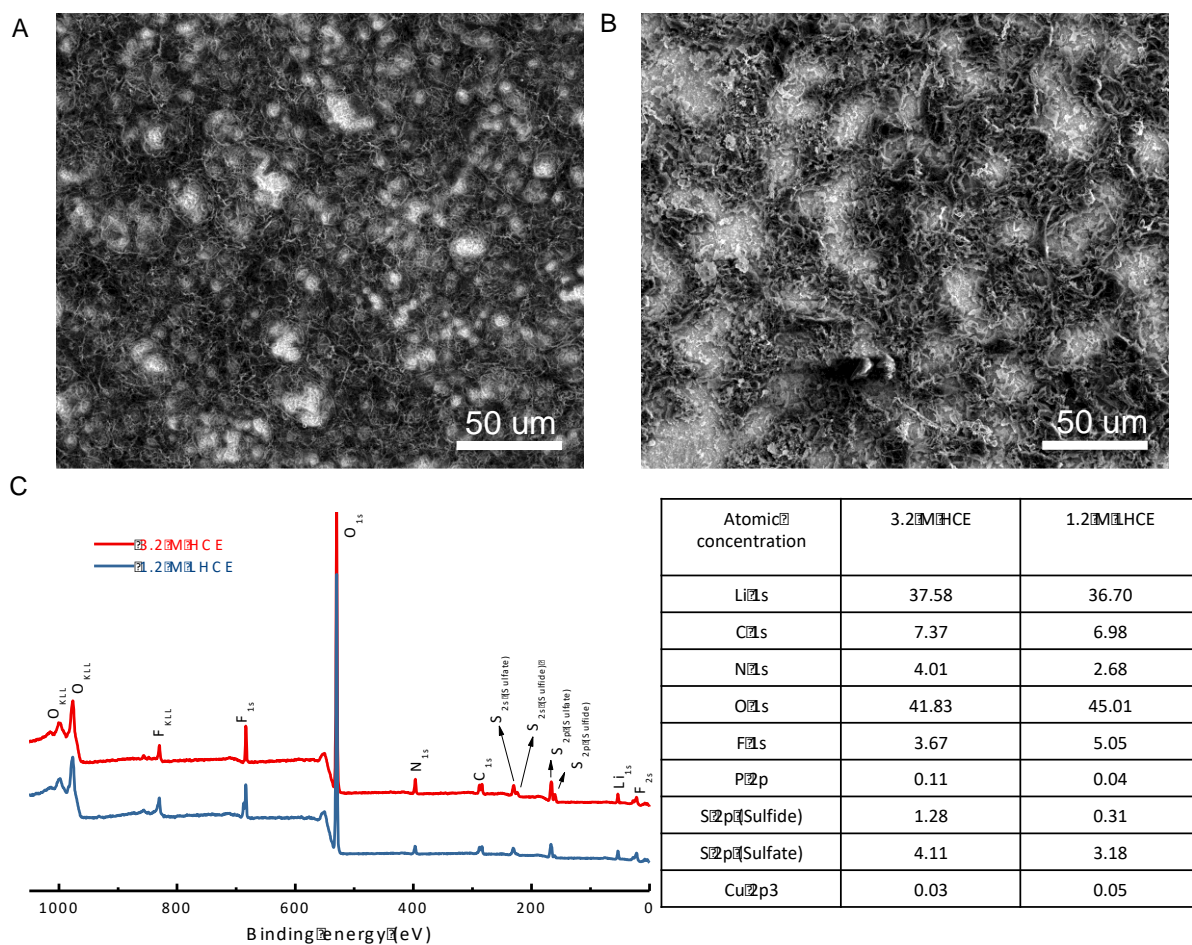 A
B
50 um
50 um
C
3.2 M HCE
1.2 M LHCE
O KLL
O KLL
F KLL
F 1s
O 1s
N 1s
C 1s
S 2s (Sulfate)
S 2s (Sulfide)
S 2p (Sulfate)
S 2p (Sulfide)
Li 1s
F 2s
1000 800 600 400 200 0
Binding energy (eV)
Atomic concentration 3.2 M HCE 1.2 M LHCE
Li 1s 37.58 36.70
C 1s 7.37 6.98
N 1s 4.01 2.68
O 1s 41.83 45.01
F 1s 3.67 5.05
P 2p 0.11 0.04
S 2p (Sulfide) 1.28 0.31
S 2p (Sulfate) 4.11 3.18
Cu 2p3 0.03 0.05